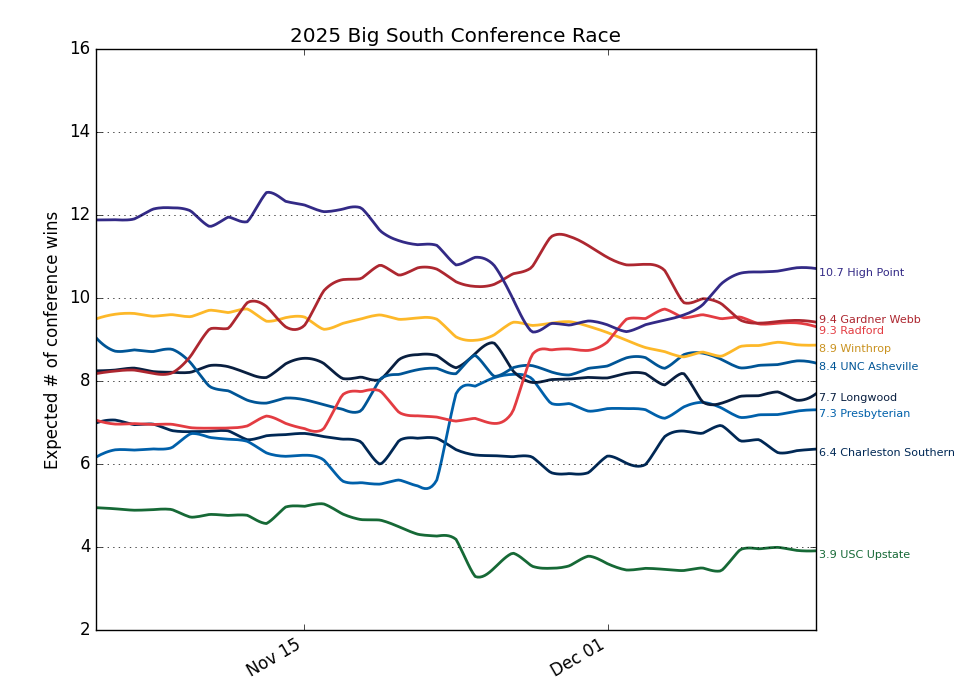 2025 Big South Conference Race
Expected # of conference wins
16
14
12
10
8
6
4
2
Nov 15
Dec 01
10.7 High Point
9.4 Gardner Webb
9.3 Radford
8.9 Winthrop
8.4 UNC Asheville
7.7 Longwood
7.3 Presbyterian
6.4 Charleston Southern
3.9 USC Upstate